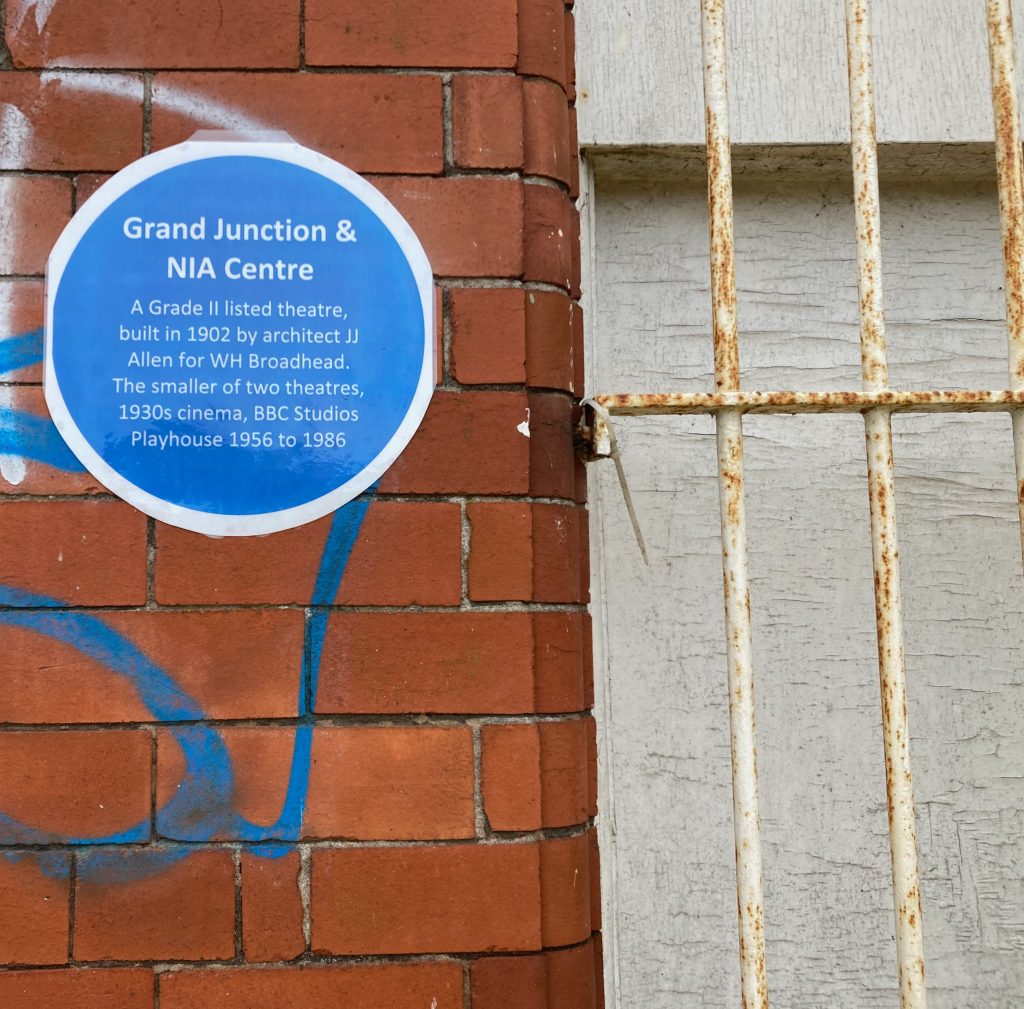 Grand Junction &
NIA Centre
A Grade II listed theatre,
built in 1902 by architect JJ
Allen for WH Broadhead.
The smaller of two theatres,
1930s cinema, BBC Studios
Playhouse 1956 to 1986